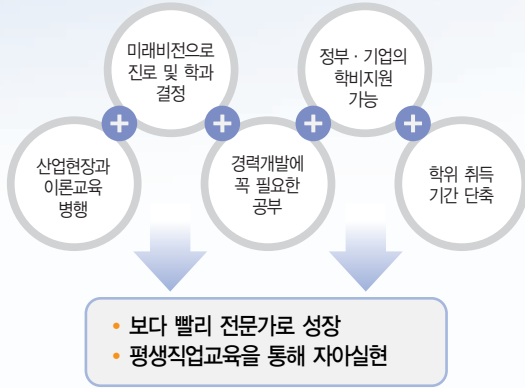 미래비전으로
진로 및 학과
결정
정부 · 기업의
학비지원
가능
산업현장과
이론교육
병행
경력개발에
꼭 필요한
공부
학위 취득
기간 단축
• 보다 빨리 전문가로 성장
• 평생직업교육을 통해 자아실현